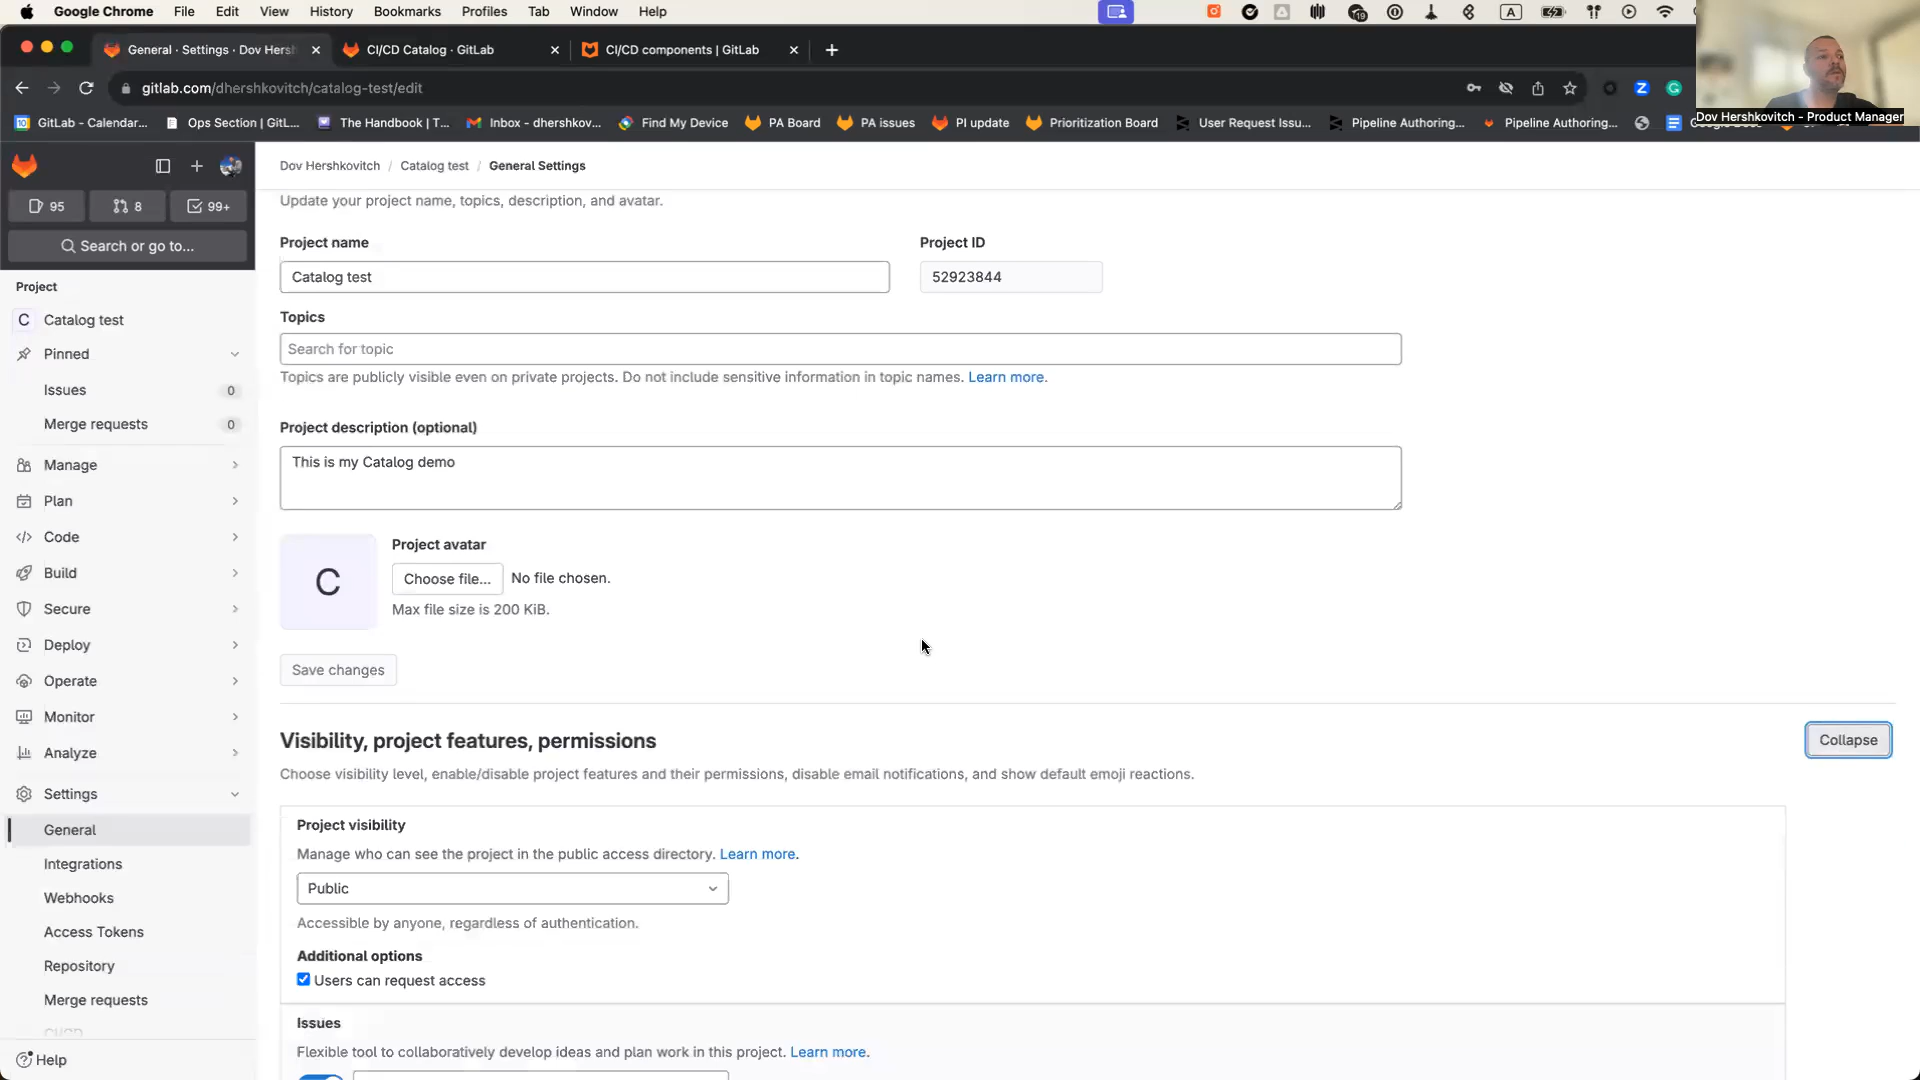 Google Chrome File Edit View History Bookmarks Profiles Tab Window Help
19 A
General · Settings · Dov Hersh CI/CD Catalog · GitLab CI/CD components | GitLab
gitlab.com/dhershkovitch/catalog-test/edit
Dov Hershkovitch - Product Manager
GitLab - Calendar... Ops Section | GitL... The Handbook | T... Inbox - dhershkov... Find My Device PA Board PA issues PI update Prioritization Board User Request Issu... Pipeline Authoring... Pipeline Authoring...
95 8 99+
Search or go to...
Project
C Catalog test
Pinned
Issues 0
Merge requests 0
Manage
Plan
Code
Build
Secure
Deploy
Operate
Monitor
Analyze
Settings
General
Integrations
Webhooks
Access Tokens
Repository
Merge requests
CI/CD
Help
Dov Hershkovitch / Catalog test / General Settings
Update your project name, topics, description, and avatar.
Project name Project ID
Catalog test 52923844
Topics
Search for topic
Topics are publicly visible even on private projects. Do not include sensitive information in topic names. Learn more.
Project description (optional)
This is my Catalog demo
C
Project avatar
Choose file... No file chosen.
Max file size is 200 KiB.
Save changes
Visibility, project features, permissions
Collapse
Choose visibility level, enable/disable project features and their permissions, disable email notifications, and show default emoji reactions.
Project visibility
Manage who can see the project in the public access directory. Learn more.
Public
Accessible by anyone, regardless of authentication.
Additional options
Users can request access
Issues
Flexible tool to collaboratively develop ideas and plan work in this project. Learn more.